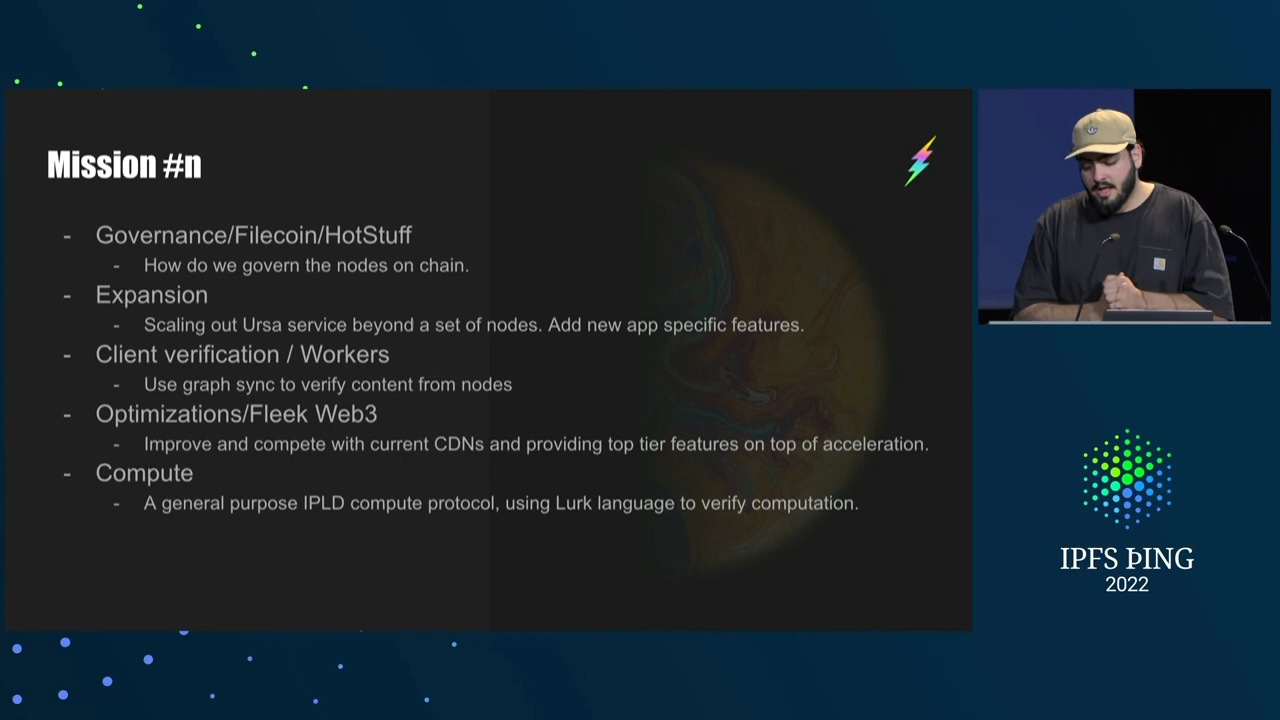 Mission #n
- Governance/Filecoin/HotStuff
- How do we govern the nodes on chain.
- Expansion
- Scaling out Ursa service beyond a set of nodes. Add new app specific features.
- Client verification / Workers
- Use graph sync to verify content from nodes
- Optimizations/Fleek Web3
- Improve and compete with current CDNs and providing top tier features on top of acceleration.
- Compute
- A general purpose IPLD compute protocol, using Lurk language to verify computation.
IPFS ÞING
2022